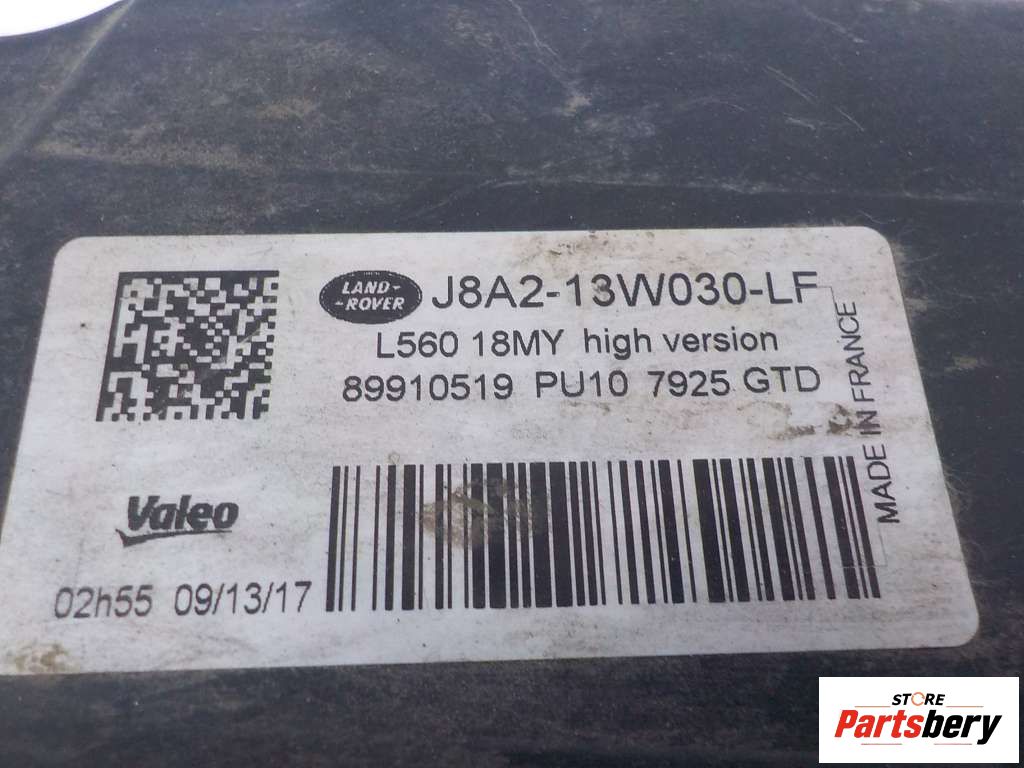 LAND-
-ROVER
J8A2-13W030-LF
L560 18MY high version
89910519 PU10 7925 GTD
MADE IN FRANCE
Valeo
02h55 09/13/17
STORE
Partsbery